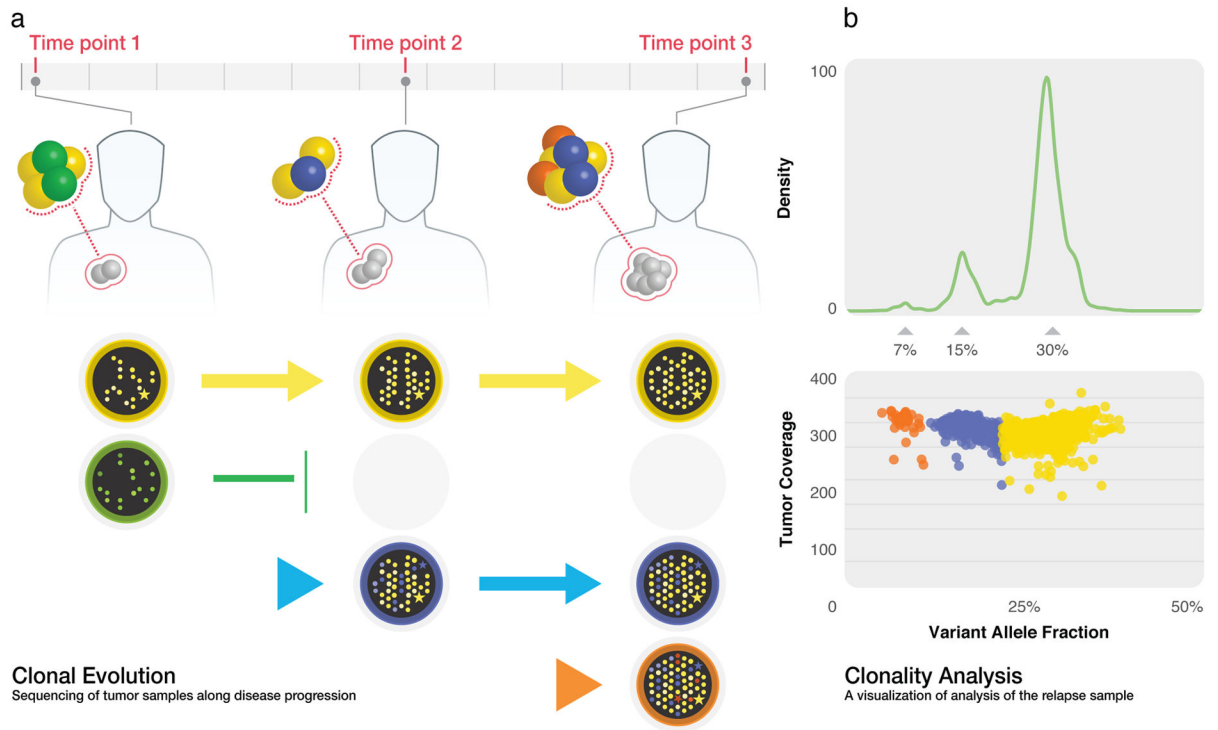 a
Time point 1
Time point 2
Time point 3
Clonal Evolution
Sequencing of tumor samples along disease progression
b
100
Density
0
7%
15%
30%
400
300
Tumor Coverage
200
100
0
25%
50%
Variant Allele Fraction
Clonality Analysis
A visualization of analysis of the relapse sample